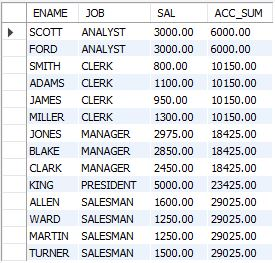 ENAME JOB SAL ACC_SUM
SCOTT ANALYST 3000.00 6000.00
FORD ANALYST 3000.00 6000.00
SMITH CLERK 800.00 10150.00
ADAMS CLERK 1100.00 10150.00
JAMES CLERK 950.00 10150.00
MILLER CLERK 1300.00 10150.00
JONES MANAGER 2975.00 18425.00
BLAKE MANAGER 2850.00 18425.00
CLARK MANAGER 2450.00 18425.00
KING PRESIDENT 5000.00 23425.00
ALLEN SALESMAN 1600.00 29025.00
WARD SALESMAN 1250.00 29025.00
MARTIN SALESMAN 1250.00 29025.00
TURNER SALESMAN 1500.00 29025.00